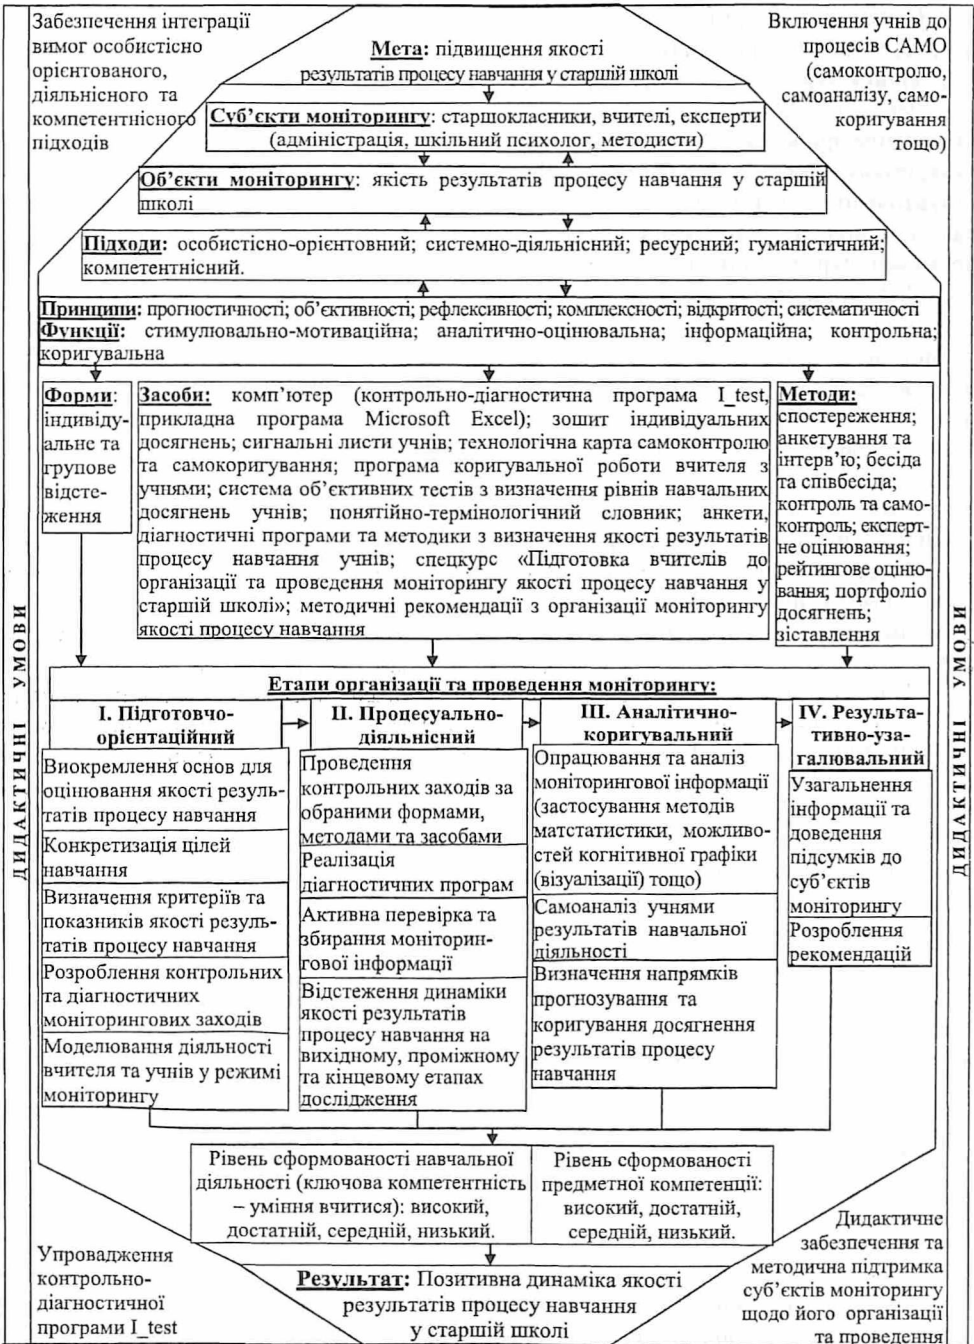 Забезпечення інтеграції
вимог особистісно
орієнтованого,
діяльнісного та
компетентнісного
підходів
Мета: підвищення якості
результатів процесу навчання у старшій школі
Включення учнів до
процесів САМО
(самоконтролю,
самоаналізу, само-
коригування
тощо)
Суб’єкти моніторингу: старшокласники, вчителі, експерти
(адміністрація, шкільний психолог, методисти)
Об’єкти моніторингу: якість результатів процесу навчання у старшій
школі
Підходи: особистісно-орієнтовний; системно-діяльнісний; ресурсний; гуманістичний;
компетентнісний.
Принципи: прогностичності; об’єктивності; рефлексивності; комплексності; відкритості; систематичності
Функції: стимулювально-мотиваційна; аналітично-оцінювальна; інформаційна; контрольна;
коригувальна
Форми:
індивіду-
альне та
групове
відсте-
ження
Засоби: комп’ютер (контрольно-діагностична програма I_test,
прикладна програма Microsoft Excel); зошит індивідуальних
досягнень; сигнальні листи учнів; технологічна карта самоконтролю
та самокоригування; програма коригувальної роботи вчителя з
учнями; система об’єктивних тестів з визначення рівнів навчальних
досягнень учнів; понятійно-термінологічний словник; анкети,
діагностичні програми та методики з визначення якості результатів
процесу навчання учнів; спецкурс «Підготовка вчителів до
організації та проведення моніторингу якості процесу навчання у
старшій школі»; методичні рекомендації з організації моніторингу
якості процесу навчання
Методи:
спостереження;
анкетування та
інтерв’ю; бесіда
та співбесіда;
контроль та само-
контроль; експерт-
не оцінювання;
рейтингове оціню-
вання; портфоліо
досягнень;
зіставлення
ДИДАКТИЧНІ УМОВИ
ДИДАКТИЧНІ УМОВИ
Етапи організації та проведення моніторингу:
І. Підготовчо-
орієнтаційний
Виокремлення основ для
оцінювання якості резуль-
татів процесу навчання
Конкретизація цілей
навчання
Визначення критеріїв та
показників якості резуль-
татів процесу навчання
Розроблення контрольних
та діагностичних
моніторингових заходів
Моделювання діяльності
вчителя та учнів у режимі
моніторингу
ІІ. Процесуально-
діяльнісний
Проведення
контрольних заходів за
обраними формами,
методами та засобами
Реалізація
діагностичних програм
Активна перевірка та
збирання моніторин-
гової інформації
Відстеження динаміки
якості результатів
процесу навчання на
вихідному, проміжному
та кінцевому етапах
дослідження
ІІІ. Аналітично-
коригувальний
Опрацювання та аналіз
моніторингової інформації
(застосування методів
матстатистики, можливо-
стей когнітивної графіки
(візуалізації) тощо)
Самоаналіз учнями
результатів навчальної
діяльності
Визначення напрямків
прогнозування та
коригування досягнення
результатів процесу
навчання
IV. Результа-
тивно-уза-
галювальний
Узагальнення
інформації та
доведення
підсумків до
суб’єктів
моніторингу
Розроблення
рекомендацій
Рівень сформованості навчальної
діяльності (ключова компетентність
– уміння вчитися): високий,
достатній, середній, низький.
Рівень сформованості
предметної компетенції:
високий, достатній,
середній, низький.
Упровадження
контрольно-
діагностичної
програми I_test
Результат: Позитивна динаміка якості
результатів процесу навчання
у старшій школі
Дидактичне
забезпечення та
методична підтримка
суб’єктів моніторингу
щодо його організації
та проведення